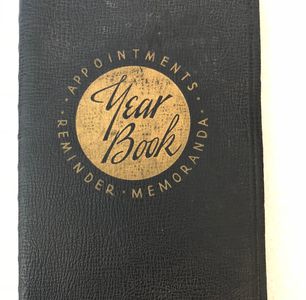 · APPOINTMENTS ·
Year
Book
REMINDER · MEMORANDA